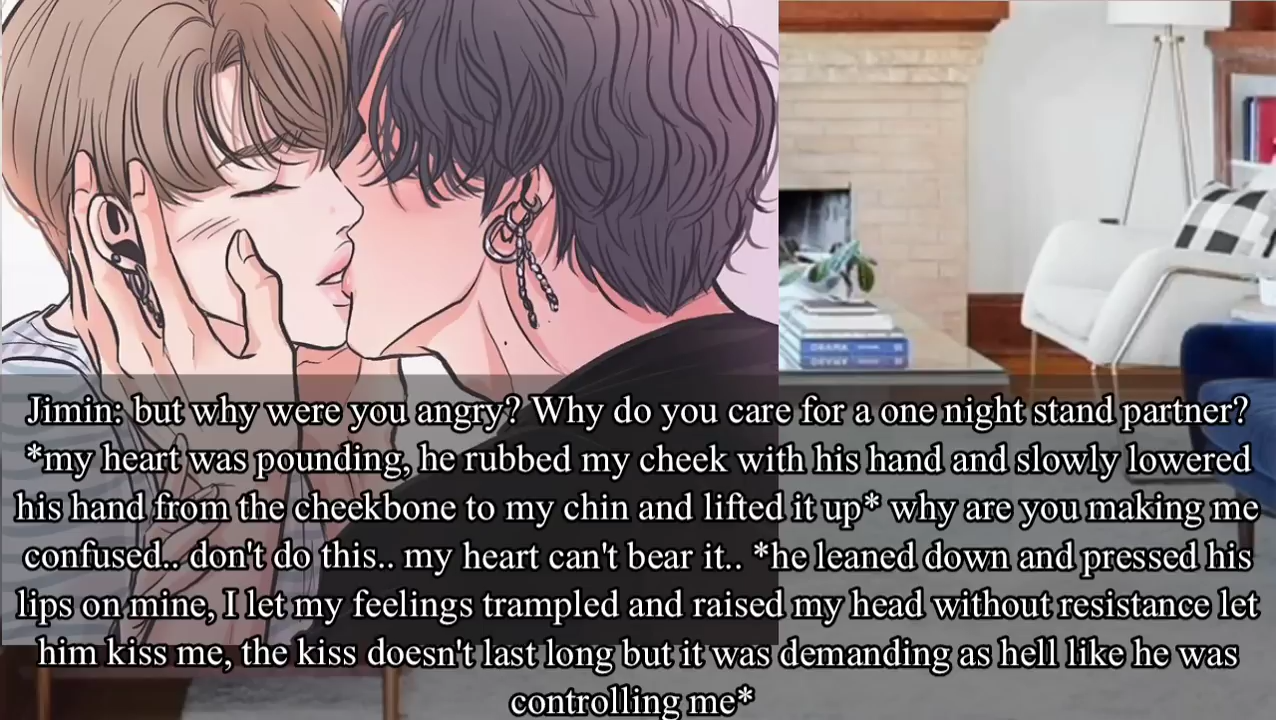 OBAMA
Jimin: but why were you angry? Why do you care for a one night stand partner?
*my heart was pounding, he rubbed my cheek with his hand and slowly lowered
his hand from the cheekbone to my chin and lifted it up* why are you making me
confused.. don't do this.. my heart can't bear it.. *he leaned down and pressed his
lips on mine, I let my feelings trampled and raised my head without resistance let
him kiss me, the kiss doesn't last long but it was demanding as hell like he was
controlling me*